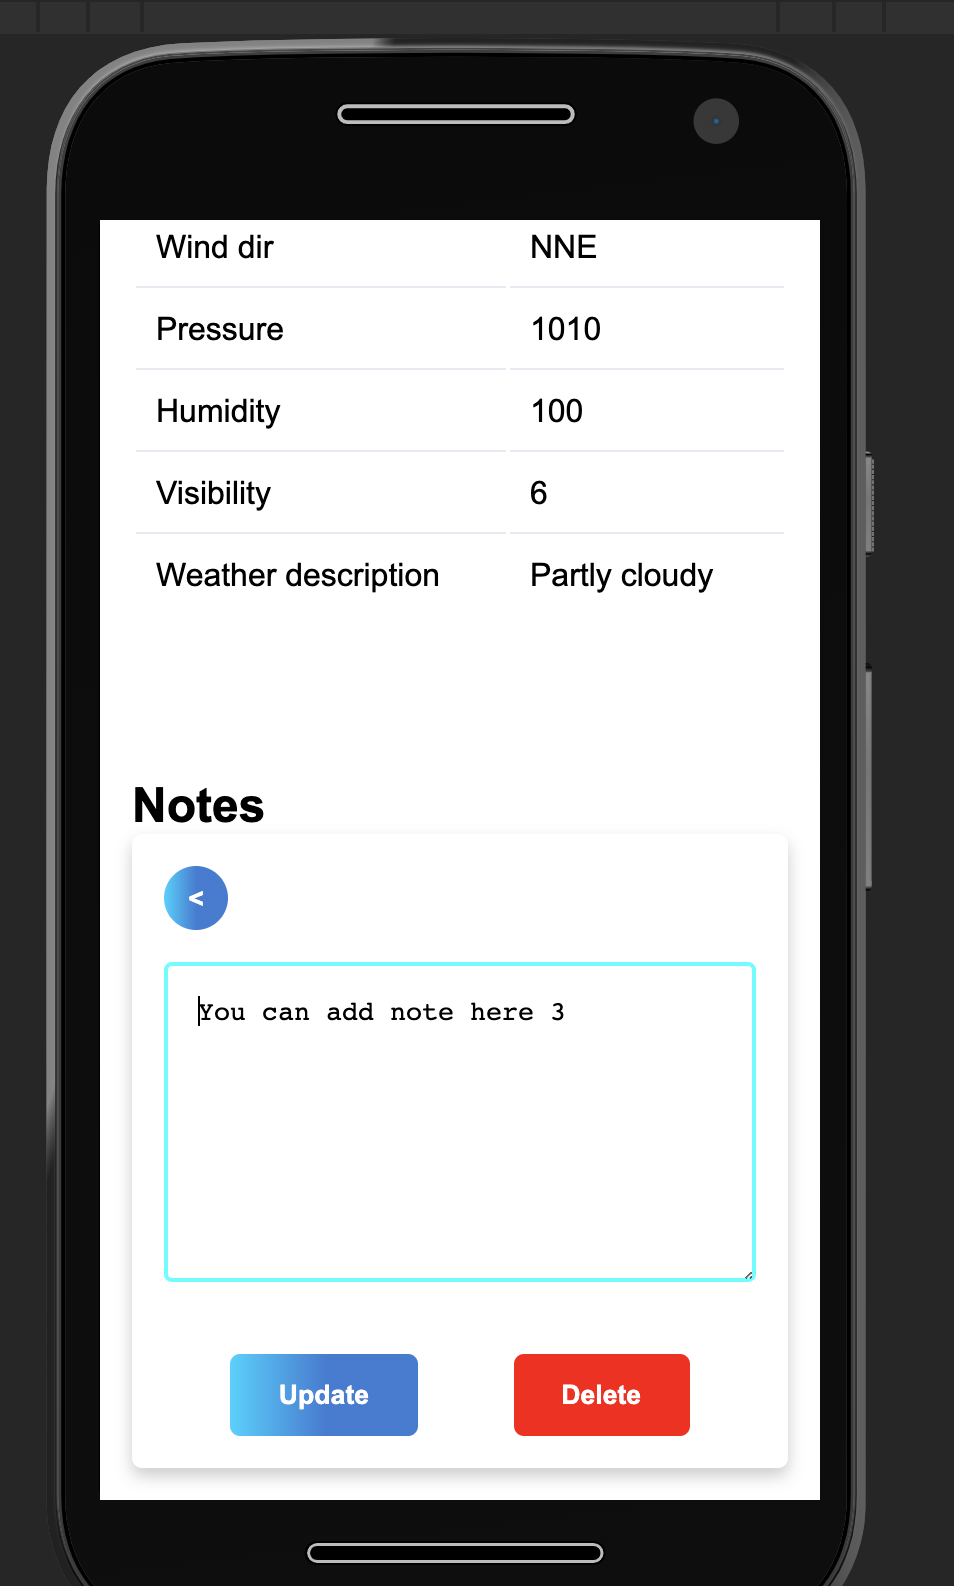 Wind dir NNE
Pressure 1010
Humidity 100
Visibility 6
Weather description Partly cloudy
Notes
<
You can add note here 3
Update Delete